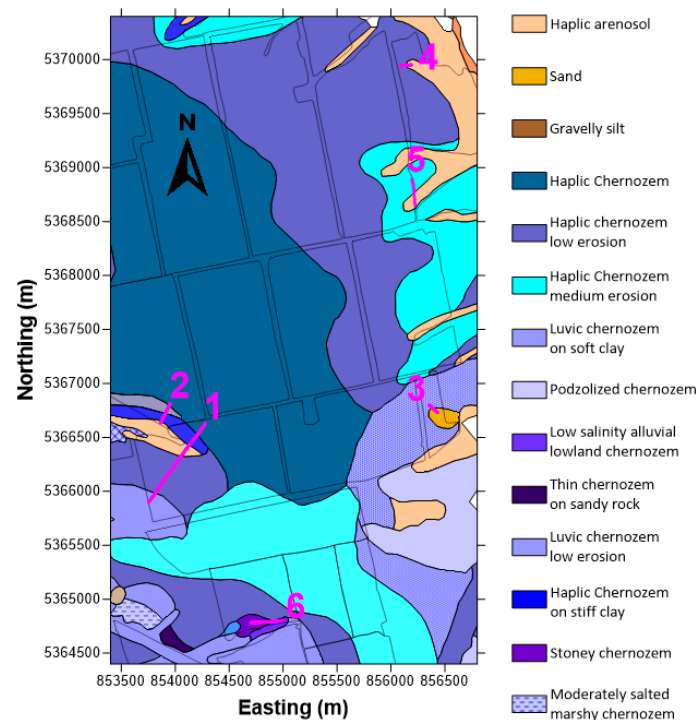 Northing (m)
5370000
5369500
5369000
5368500
5368000
5367500
5367000
5366500
5366000
5365500
5365000
5364500
N
4
5
3
2
1
6
853500 854000 854500 855000 855500 856000 856500
Easting (m)
Haplic arenosol
Sand
Gravelly silt
Haplic Chernozem
Haplic chernozem
low erosion
Haplic Chernozem
medium erosion
Luvic chernozem
on soft clay
Podzolized chernozem
Low salinity alluvial
lowland chernozem
Thin chernozem
on sandy rock
Luvic chernozem
low erosion
Haplic Chernozem
on stiff clay
Stoney chernozem
Moderately salted
marshy chernozem